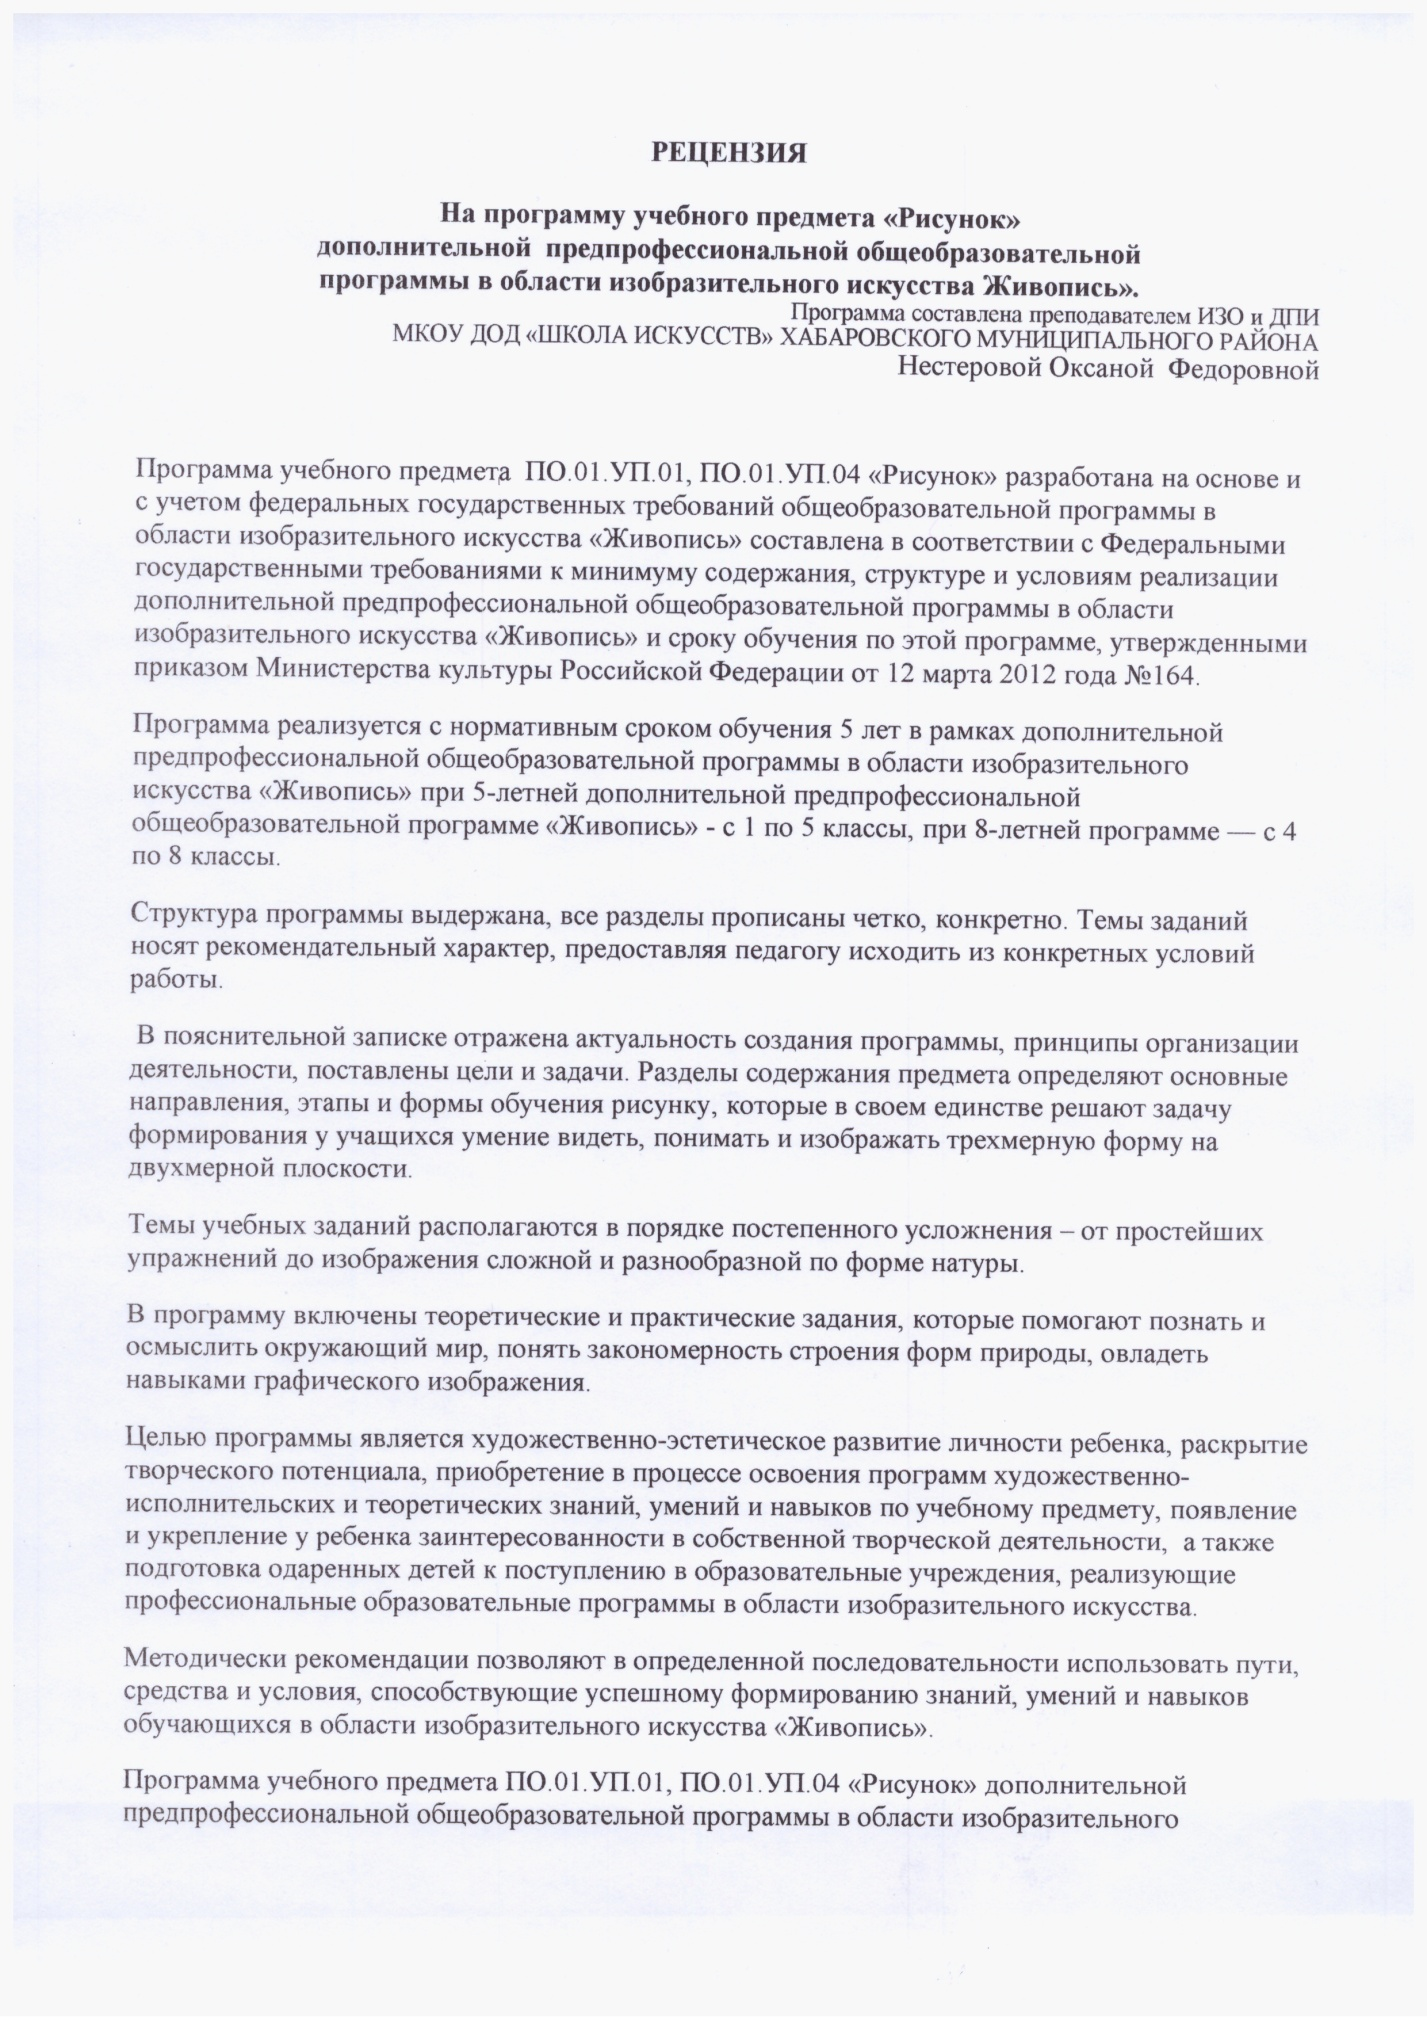 РЕЦЕНЗИЯ
На программу учебного предмета «Рисунок»
дополнительной предпрофессиональной общеобразовательной
программы в области изобразительного искусства Живопись».
Программа составлена преподавателем ИЗО и ДПИ
МКОУ ДОД «ШКОЛА ИСКУССТВ» ХАБАРОВСКОГО МУНИЦИПАЛЬНОГО РАЙОНА
Нестеровой Оксаной Федоровной
Программа учебного предмета ПО.01.УП.01, ПО.01.УП.04 «Рисунок» разработана на основе и
с учетом федеральных государственных требований общеобразовательной программы в
области изобразительного искусства «Живопись» составлена в соответствии с Федеральными
государственными требованиями к минимуму содержания, структуре и условиям реализации
дополнительной предпрофессиональной общеобразовательной программы в области
изобразительного искусства «Живопись» и сроку обучения по этой программе, утвержденными
приказом Министерства культуры Российской Федерации от 12 марта 2012 года №164.
Программа реализуется с нормативным сроком обучения 5 лет в рамках дополнительной
предпрофессиональной общеобразовательной программы в области изобразительного
искусства «Живопись» при 5-летней дополнительной предпрофессиональной
общеобразовательной программе «Живопись» - с 1 по 5 классы, при 8-летней программе — с 4
по 8 классы.
Структура программы выдержана, все разделы прописаны четко, конкретно. Темы заданий
носят рекомендательный характер, предоставляя педагогу исходить из конкретных условий
работы.
В пояснительной записке отражена актуальность создания программы, принципы организации
деятельности, поставлены цели и задачи. Разделы содержания предмета определяют основные
направления, этапы и формы обучения рисунку, которые в своем единстве решают задачу
формирования у учащихся умение видеть, понимать и изображать трехмерную форму на
двухмерной плоскости.
Темы учебных заданий располагаются в порядке постепенного усложнения – от простейших
упражнений до изображения сложной и разнообразной по форме натуры.
В программу включены теоретические и практические задания, которые помогают познать и
осмыслить окружающий мир, понять закономерность строения форм природы, овладеть
навыками графического изображения.
Целью программы является художественно-эстетическое развитие личности ребенка, раскрытие
творческого потенциала, приобретение в процессе освоения программ художественно-
исполнительских и теоретических знаний, умений и навыков по учебному предмету, появление
и укрепление у ребенка заинтересованности в собственной творческой деятельности, а также
подготовка одаренных детей к поступлению в образовательные учреждения, реализующие
профессиональные образовательные программы в области изобразительного искусства.
Методически рекомендации позволяют в определенной последовательности использовать пути,
средства и условия, способствующие успешному формированию знаний, умений и навыков
обучающихся в области изобразительного искусства «Живопись».
Программа учебного предмета ПО.01.УП.01, ПО.01.УП.04 «Рисунок» дополнительной
предпрофессиональной общеобразовательной программы в области изобразительного